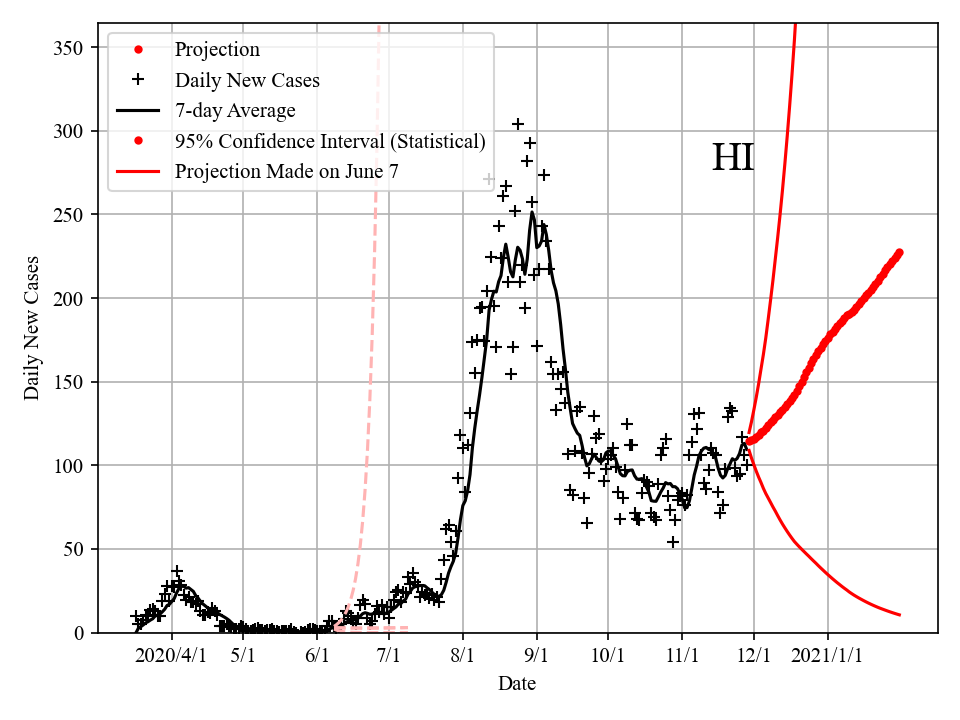 350
300
250
200
150
100
50
0
Daily New Cases
Projection
Daily New Cases
7-day Average
95% Confidence Interval (Statistical)
Projection Made on June 7
HI
2020/4/1 5/1 6/1 7/1 8/1 9/1 10/1 11/1 12/1 2021/1/1
Date